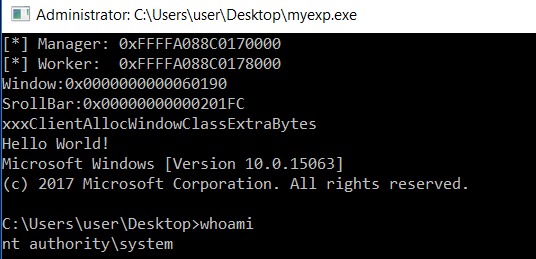 Administrator: C:\Users\user\Desktop\myexp.exe
[*] Manager: 0xFFFFA088C0170000
[*] Worker:  0xFFFFA088C0178000
Window:0x0000000000060190
SrollBar:0x00000000000201FC
xxxClientAllocWindowClassExtraBytes
Hello World!
Microsoft Windows [Version 10.0.15063]
(c) 2017 Microsoft Corporation. All rights reserved.
C:\Users\user\Desktop>whoami
nt authority\system